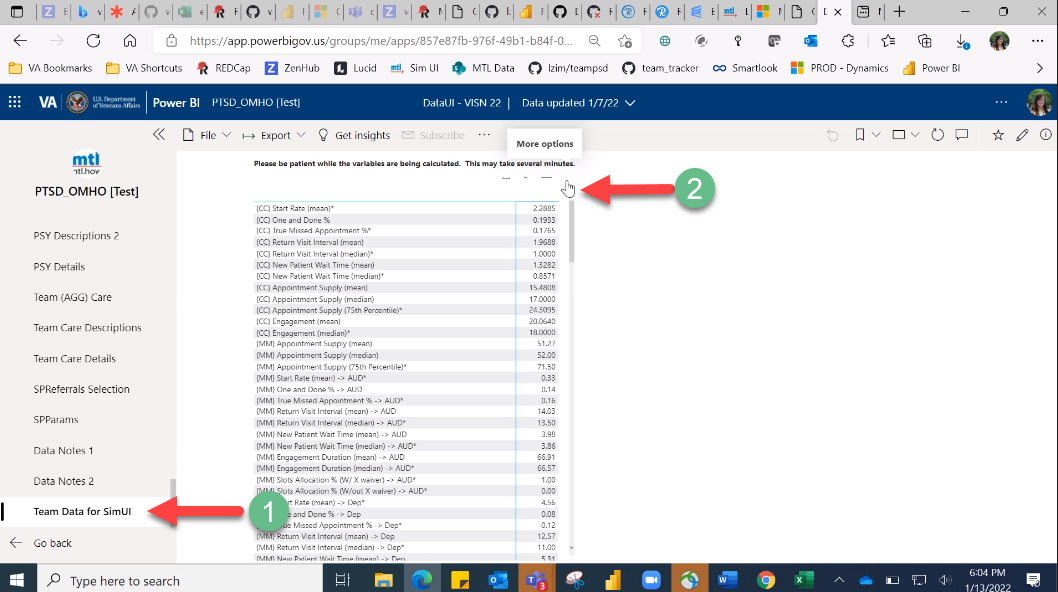 https://app.powerbigov.us/groups/me/apps/857e87fb-976f-49b1-b84f-0...
VA Bookmarks
VA Shortcuts
REDCap
ZenHub
Lucid
mtl. Sim UI
MTL Data
lzim/teampsd
team_tracker
Smartlook
PROD - Dynamics
Power BI
VA
U.S. Department
of Veterans Affairs
Power BI
PTSD_OMHO [Test]
DataUI - VISN 22 | Data updated 1/7/22
File
Export
Get insights
Subscribe
More options
mtl
mtl.how
PTSD_OMHO [Test]
PSY Descriptions 2
PSY Details
Team (AGG) Care
Team Care Descriptions
Team Care Details
SPReferrals Selection
SPParams
Data Notes 1
Data Notes 2
Team Data for SimUI
Go back
Please be patient while the variables are being calculated. This may take several minutes.
2
1
(CC) Start Rate (mean)* 2.2885
(CC) One and Done % 0.1933
(CC) True Missed Appointment %* 0.1765
(CC) Return Visit Interval (mean) 1.9688
(CC) Return Visit Interval (median)* 1.0000
(CC) New Patient Wait Time (mean) 1.3282
(CC) New Patient Wait Time (median)* 0.8571
(CC) Appointment Supply (mean) 15.4808
(CC) Appointment Supply (median) 17.0000
(CC) Appointment Supply (75th Percentile)* 24.3095
(CC) Engagement (mean) 20.0640
(CC) Engagement (median)* 18.0000
(MM) Appointment Supply (mean) 51.27
(MM) Appointment Supply (median) 52.00
(MM) Appointment Supply (75th Percentile)* 71.50
(MM) Start Rate (mean) -> AUD* 0.33
(MM) One and Done % -> AUD 0.14
(MM) True Missed Appointment % -> AUD* 0.16
(MM) Return Visit Interval (mean) -> AUD 14.03
(MM) Return Visit Interval (median) -> AUD* 13.50
(MM) New Patient Wait Time (mean) -> AUD 3.98
(MM) New Patient Wait Time (median) -> AUD* 3.86
(MM) Engagement Duration (mean) -> AUD 66.91
(MM) Engagement Duration (median) -> AUD* 66.57
(MM) Slots Allocation % (W/ X waiver) -> AUD* 1.00
Slots Allocation % (W/out X waiver) -> AUD* 0.00
Rate (mean) -> Dep* 4.56
and Done % -> Dep 0.08
Missed Appointment % -> Dep* 0.12
(MM) Return Visit Interval (mean) -> Dep 12.57
(MM) Return Visit Interval (median) -> Dep* 11.00
(MM) New Patient Wait Time (mean) -> Dep 5.31
Type here to search
3
6:04 PM
1/13/2022